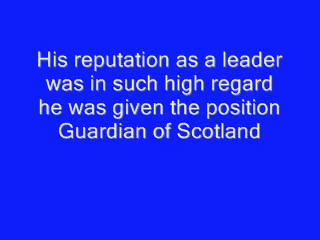 His reputation as a leader
was in such high regard
he was given the position
Guardian of Scotland